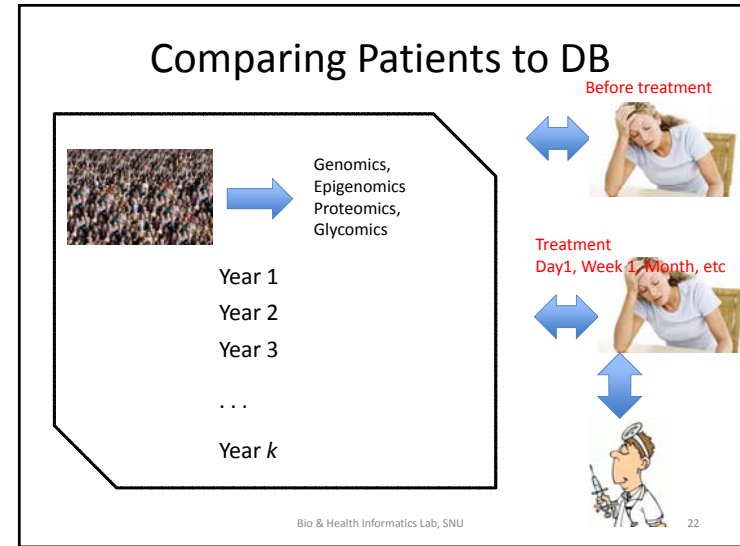 Comparing Patients to DB
Before treatment
Genomics,
Epigenomics
Proteomics,
Glycomics
Treatment
Day1, Week 1, Month, etc
Year 1
Year 2
Year 3
. . .
Year k
Bio & Health Informatics Lab, SNU
22